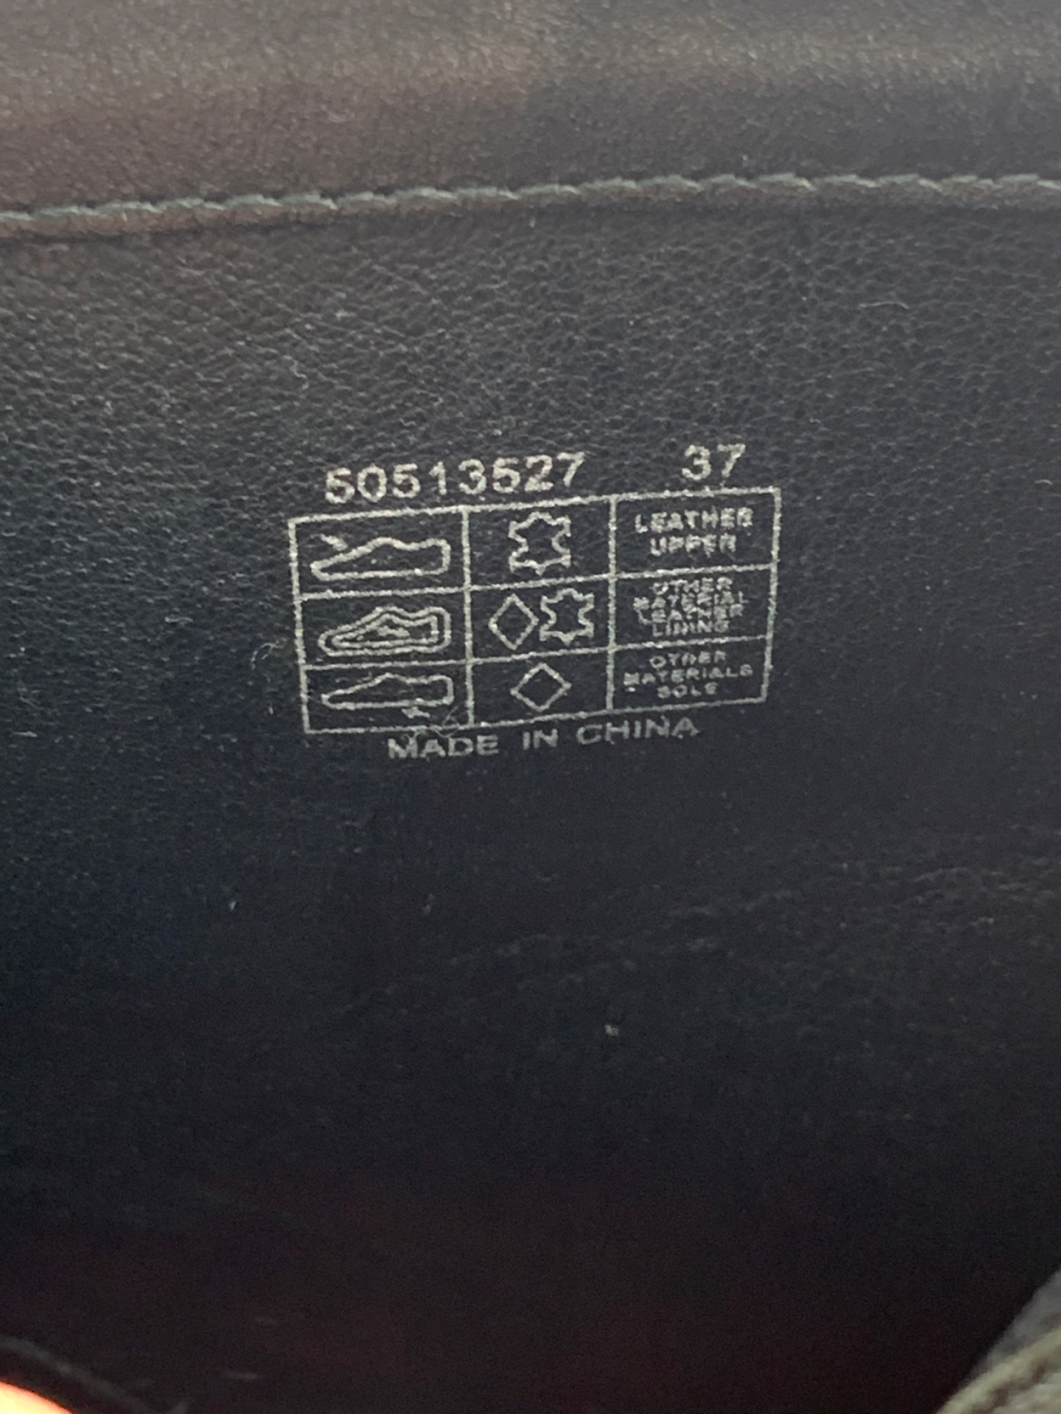 50513527 37
LEATHER
UPPER
OTHER
MATERIAL
LEATHER
LINING
OTHER
MATERIALS
SOLE
MADE IN CHINA